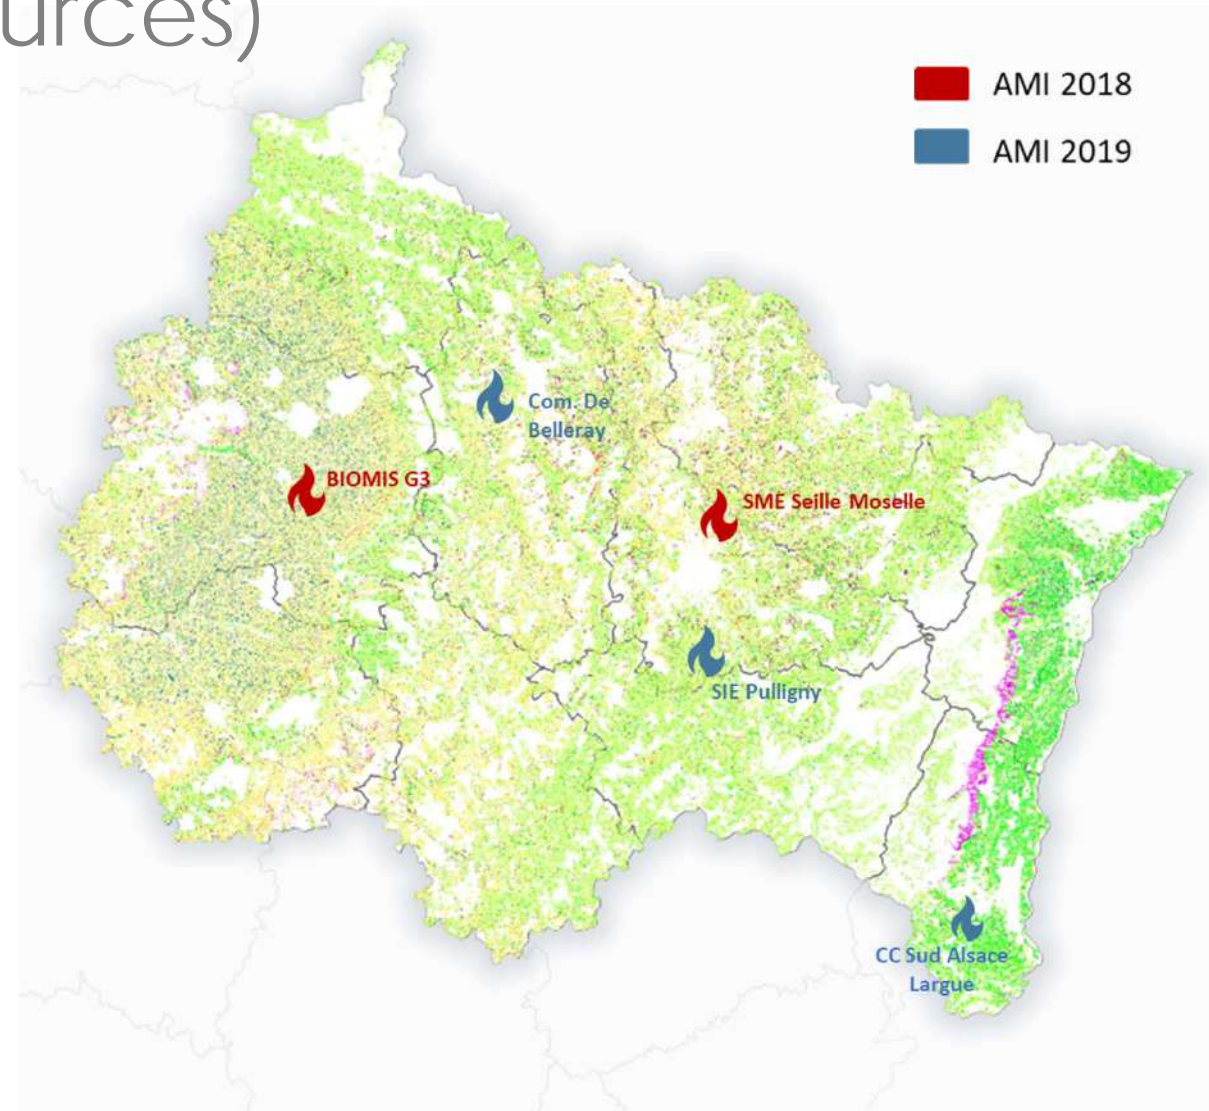 urces)
AMI 2018
AMI 2019
Com. De
Belleray
BIOMIS G3
SME Seille Moselle
SIE Pulligny
CC Sud Alsace
Largue